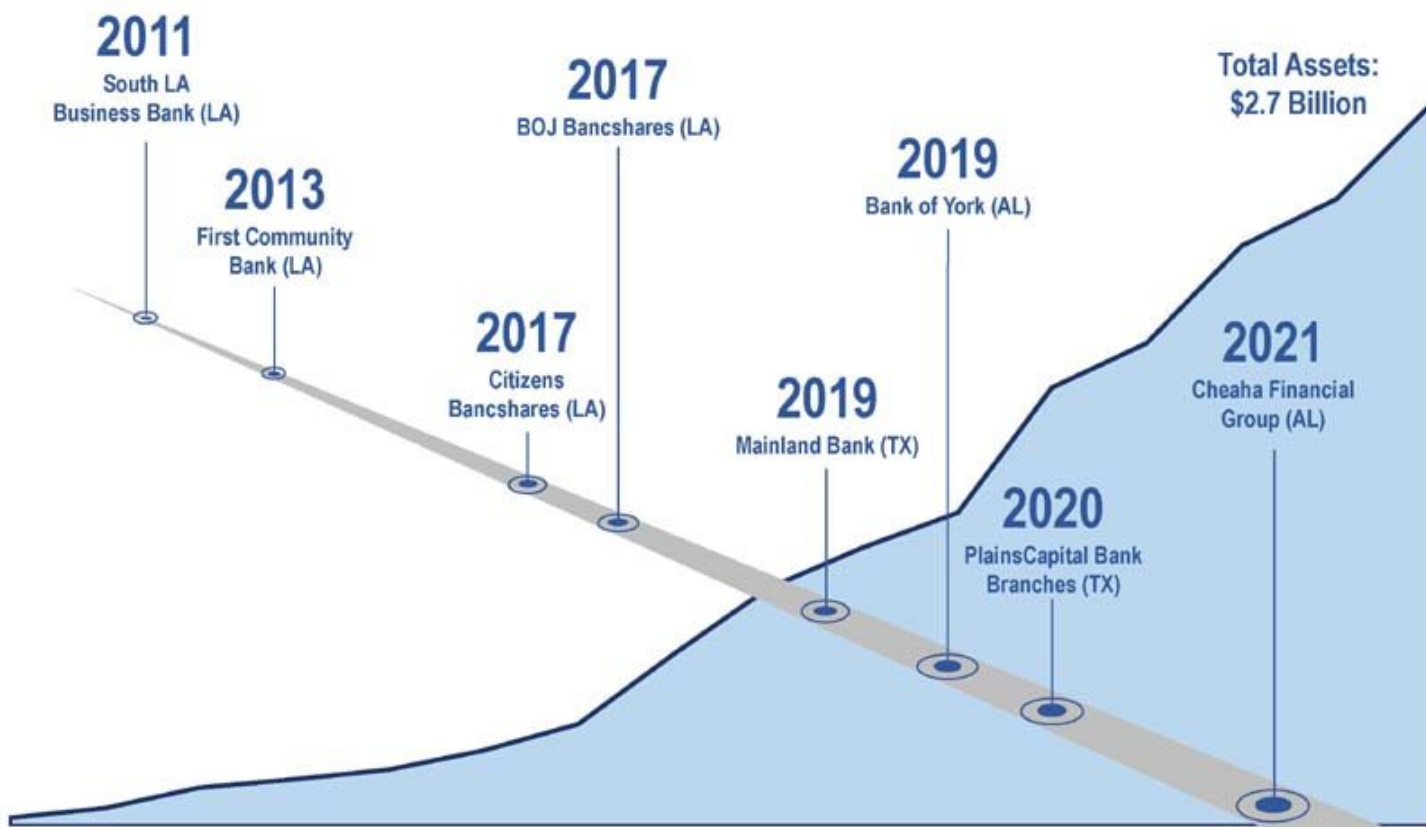 2011
South LA
Business Bank (LA)
2013
First Community
Bank (LA)
2017
Citizens
Bancshares (LA)
2017
BOJ Bancshares (LA)
2019
Mainland Bank (TX)
2019
Bank of York (AL)
2020
PlainsCapital Bank
Branches (TX)
2021
Cheaha Financial
Group (AL)
Total Assets:
$2.7 Billion